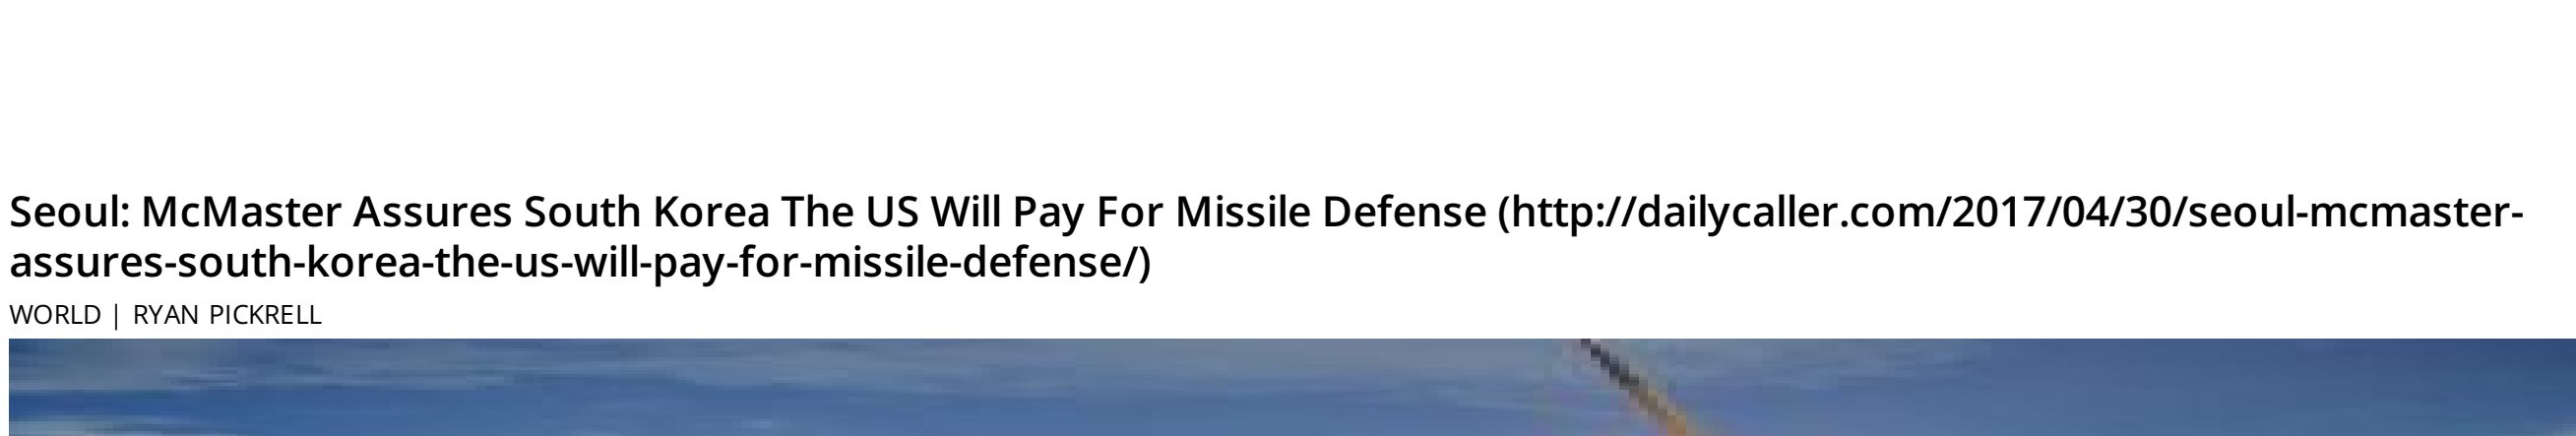 Seoul: McMaster Assures South Korea The US Will Pay For Missile Defense (http://dailycaller.com/2017/04/30/seoul-mcmaster-
assures-south-korea-the-us-will-pay-for-missile-defense/)
WORLD | RYAN PICKRELL